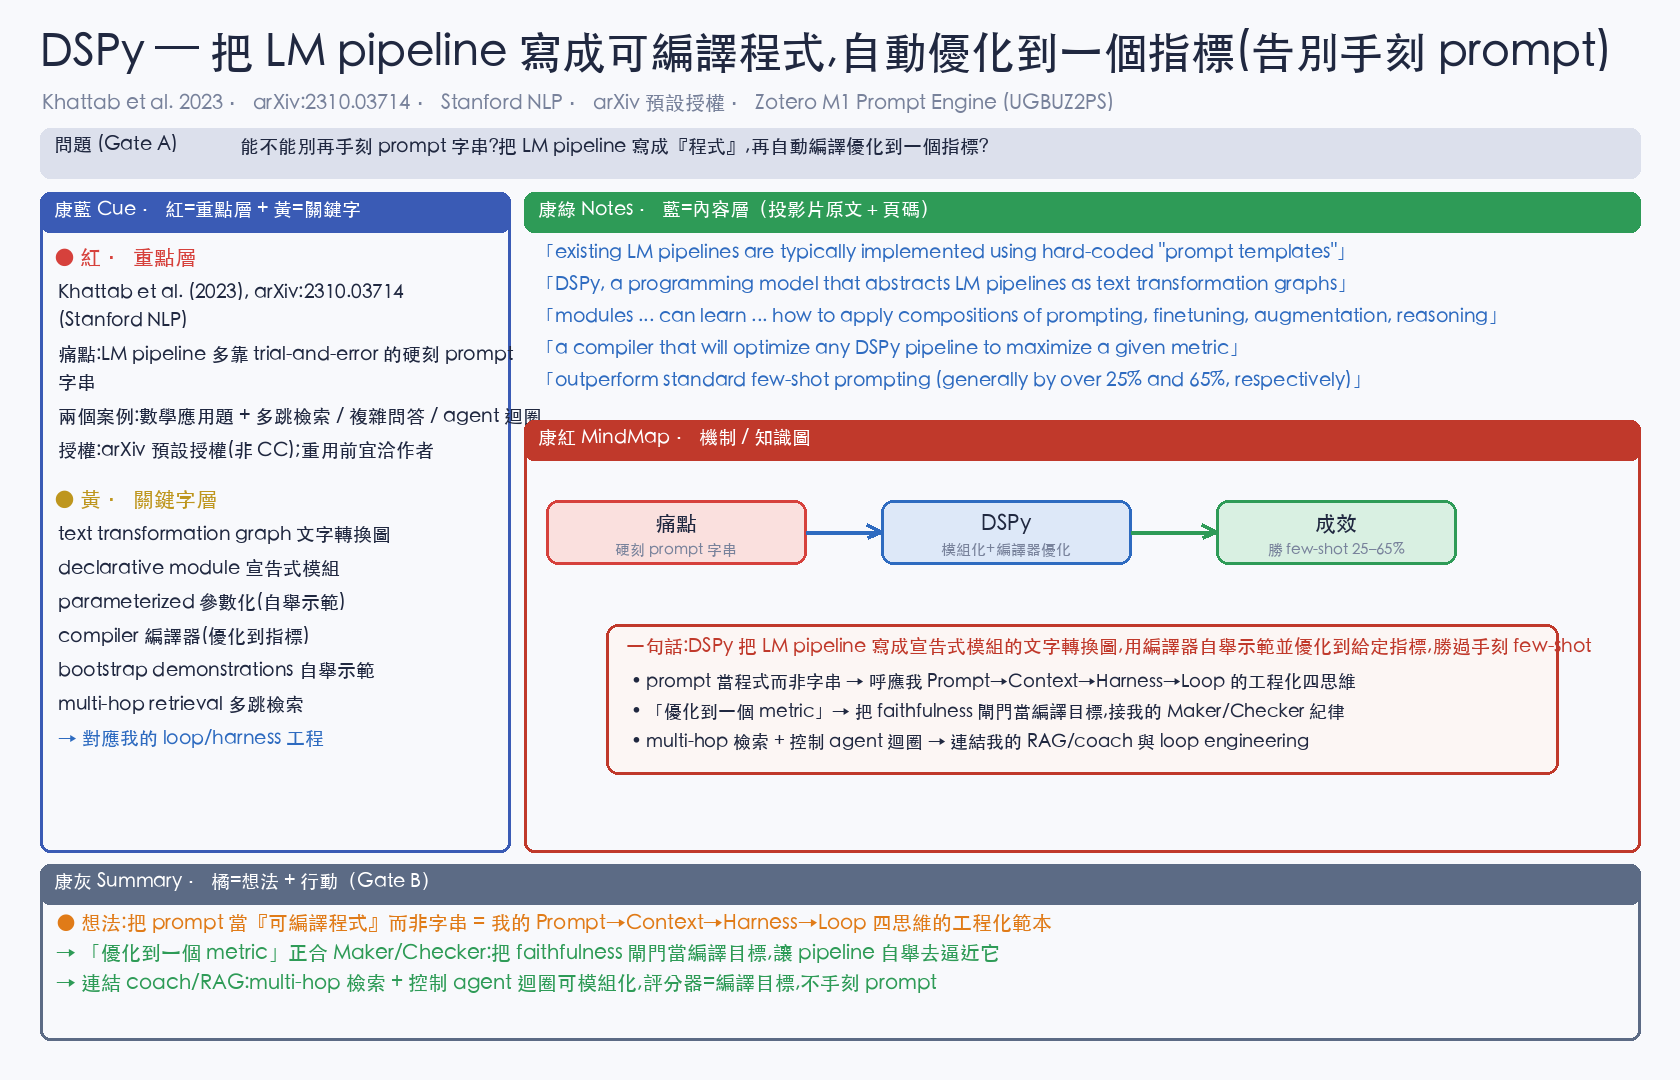 DSPy — 把 LM pipeline 寫成可編譯程式,自動優化到一個指標(告別手刻 prompt)
Khattab et al. 2023 · arXiv:2310.03714 · Stanford NLP · arXiv 預設授權 · Zotero M1 Prompt Engine (UGBUZ2PS)
問題 (Gate A) 能不能別再手刻 prompt 字串?把 LM pipeline 寫成『程式』,再自動編譯優化到一個指標?
康藍 Cue · 紅=重點層 + 黃=關鍵字
● 紅 · 重點層
Khattab et al. (2023), arXiv:2310.03714
(Stanford NLP)
痛點:LM pipeline 多靠 trial-and-error 的硬刻 prompt
字串
兩個案例:數學應用題 + 多跳檢索 / 複雜問答 / agent 迴圈
授權:arXiv 預設授權(非 CC);重用前宜洽作者
● 黃 · 關鍵字層
text transformation graph 文字轉換圖
declarative module 宣告式模組
parameterized 參數化(自舉示範)
compiler 編譯器(優化到指標)
bootstrap demonstrations 自舉示範
multi-hop retrieval 多跳檢索
→ 對應我的 loop/harness 工程
康綠 Notes · 藍=內容層（投影片原文 + 頁碼）
「existing LM pipelines are typically implemented using hard-coded "prompt templates"」
「DSPy, a programming model that abstracts LM pipelines as text transformation graphs」
「modules ... can learn ... how to apply compositions of prompting, finetuning, augmentation, reasoning」
「a compiler that will optimize any DSPy pipeline to maximize a given metric」
「outperform standard few-shot prompting (generally by over 25% and 65%, respectively)」
康紅 MindMap · 機制 / 知識圖
痛點
硬刻 prompt 字串
DSPy
模組化+編譯器優化
成效
勝 few-shot 25–65%
一句話:DSPy 把 LM pipeline 寫成宣告式模組的文字轉換圖,用編譯器自舉示範並優化到給定指標,勝過手刻 few-shot
• prompt 當程式而非字串 → 呼應我 Prompt→Context→Harness→Loop 的工程化四思維
• 「優化到一個 metric」→ 把 faithfulness 閘門當編譯目標,接我的 Maker/Checker 紀律
• multi-hop 檢索 + 控制 agent 迴圈 → 連結我的 RAG/coach 與 loop engineering
康灰 Summary · 橘=想法 + 行動（Gate B）
● 想法:把 prompt 當『可編譯程式』而非字串 = 我的 Prompt→Context→Harness→Loop 四思維的工程化範本
→ 「優化到一個 metric」正合 Maker/Checker:把 faithfulness 閘門當編譯目標,讓 pipeline 自舉去逼近它
→ 連結 coach/RAG:multi-hop 檢索 + 控制 agent 迴圈可模組化,評分器=編譯目標,不手刻 prompt